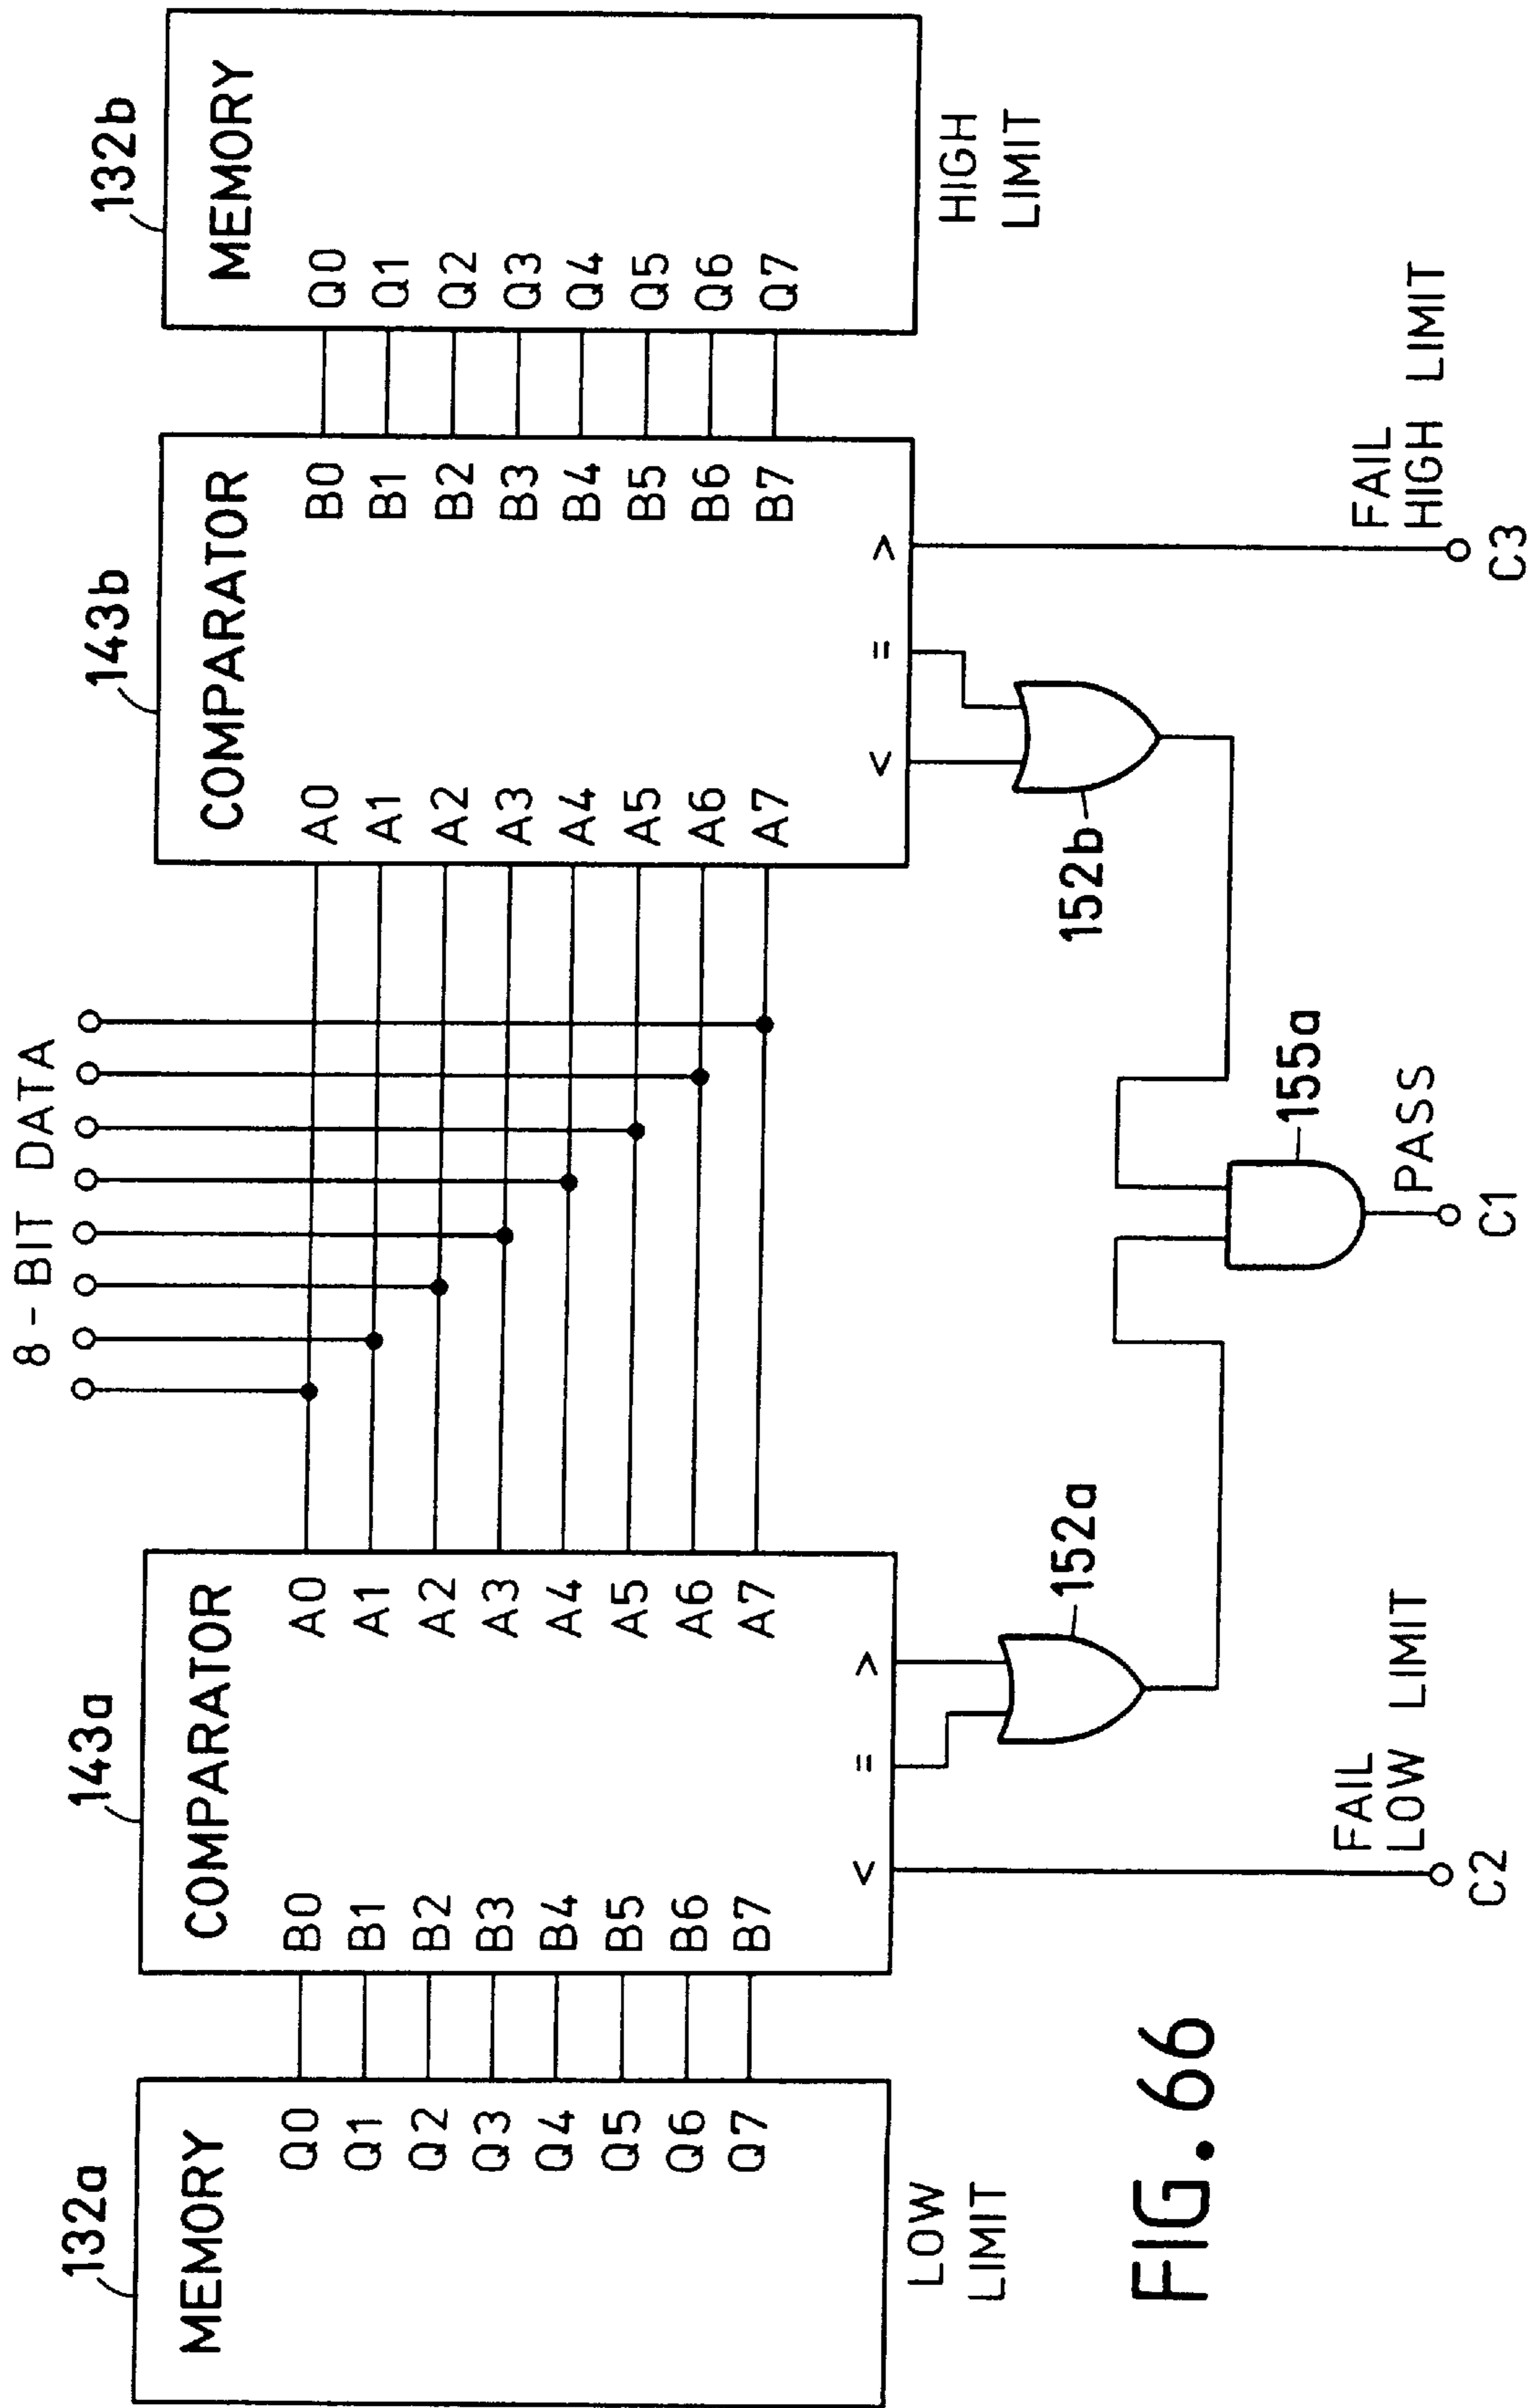 8-BIT DATA
132a 143a 143b 132b
MEMORY COMPARATOR COMPARATOR MEMORY
Q0 B0 A0 A0 B0 Q0
Q1 B1 A1 A1 B1 Q1
Q2 B2 A2 A2 B2 Q2
Q3 B3 A3 A3 B3 Q3
Q4 B4 A4 A4 B4 Q4
Q5 B5 A5 A5 B5 Q5
Q6 B6 A6 A6 B6 Q6
Q7 B7 A7 A7 B7 Q7
< = > < = >
LOW
LIMIT
HIGH
LIMIT
152a 152b
155a
FAIL
LOW LIMIT
PASS
FAIL
HIGH LIMIT
C2 C1 C3
FIG. 66